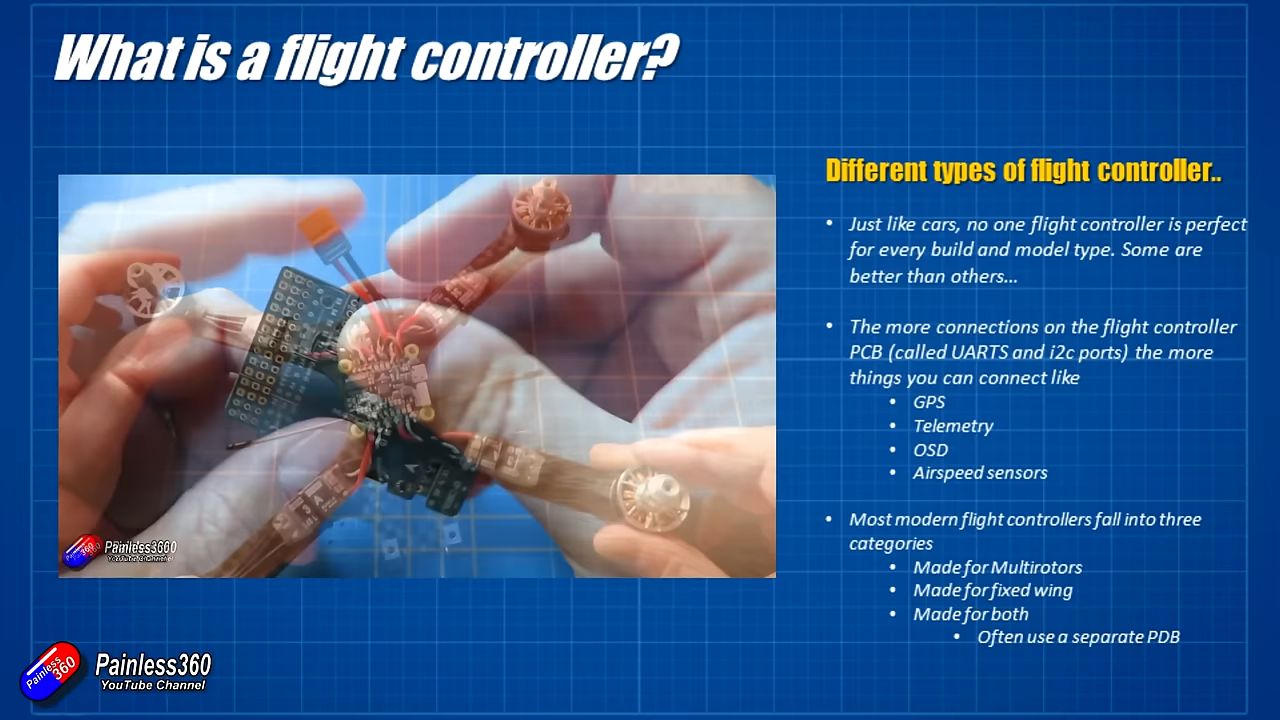 What is a flight controller?
Different types of flight controller..
• Just like cars, no one flight controller is perfect
for every build and model type. Some are
better than others...
• The more connections on the flight controller
PCB (called UARTS and i2c ports) the more
things you can connect like
• GPS
• Telemetry
• OSD
• Airspeed sensors
• Most modern flight controllers fall into three
categories
• Made for Multirotors
• Made for fixed wing
• Made for both
• Often use a separate PDB
Painless360
YouTube Channel
Painless
360
Painless360
YouTube Channel